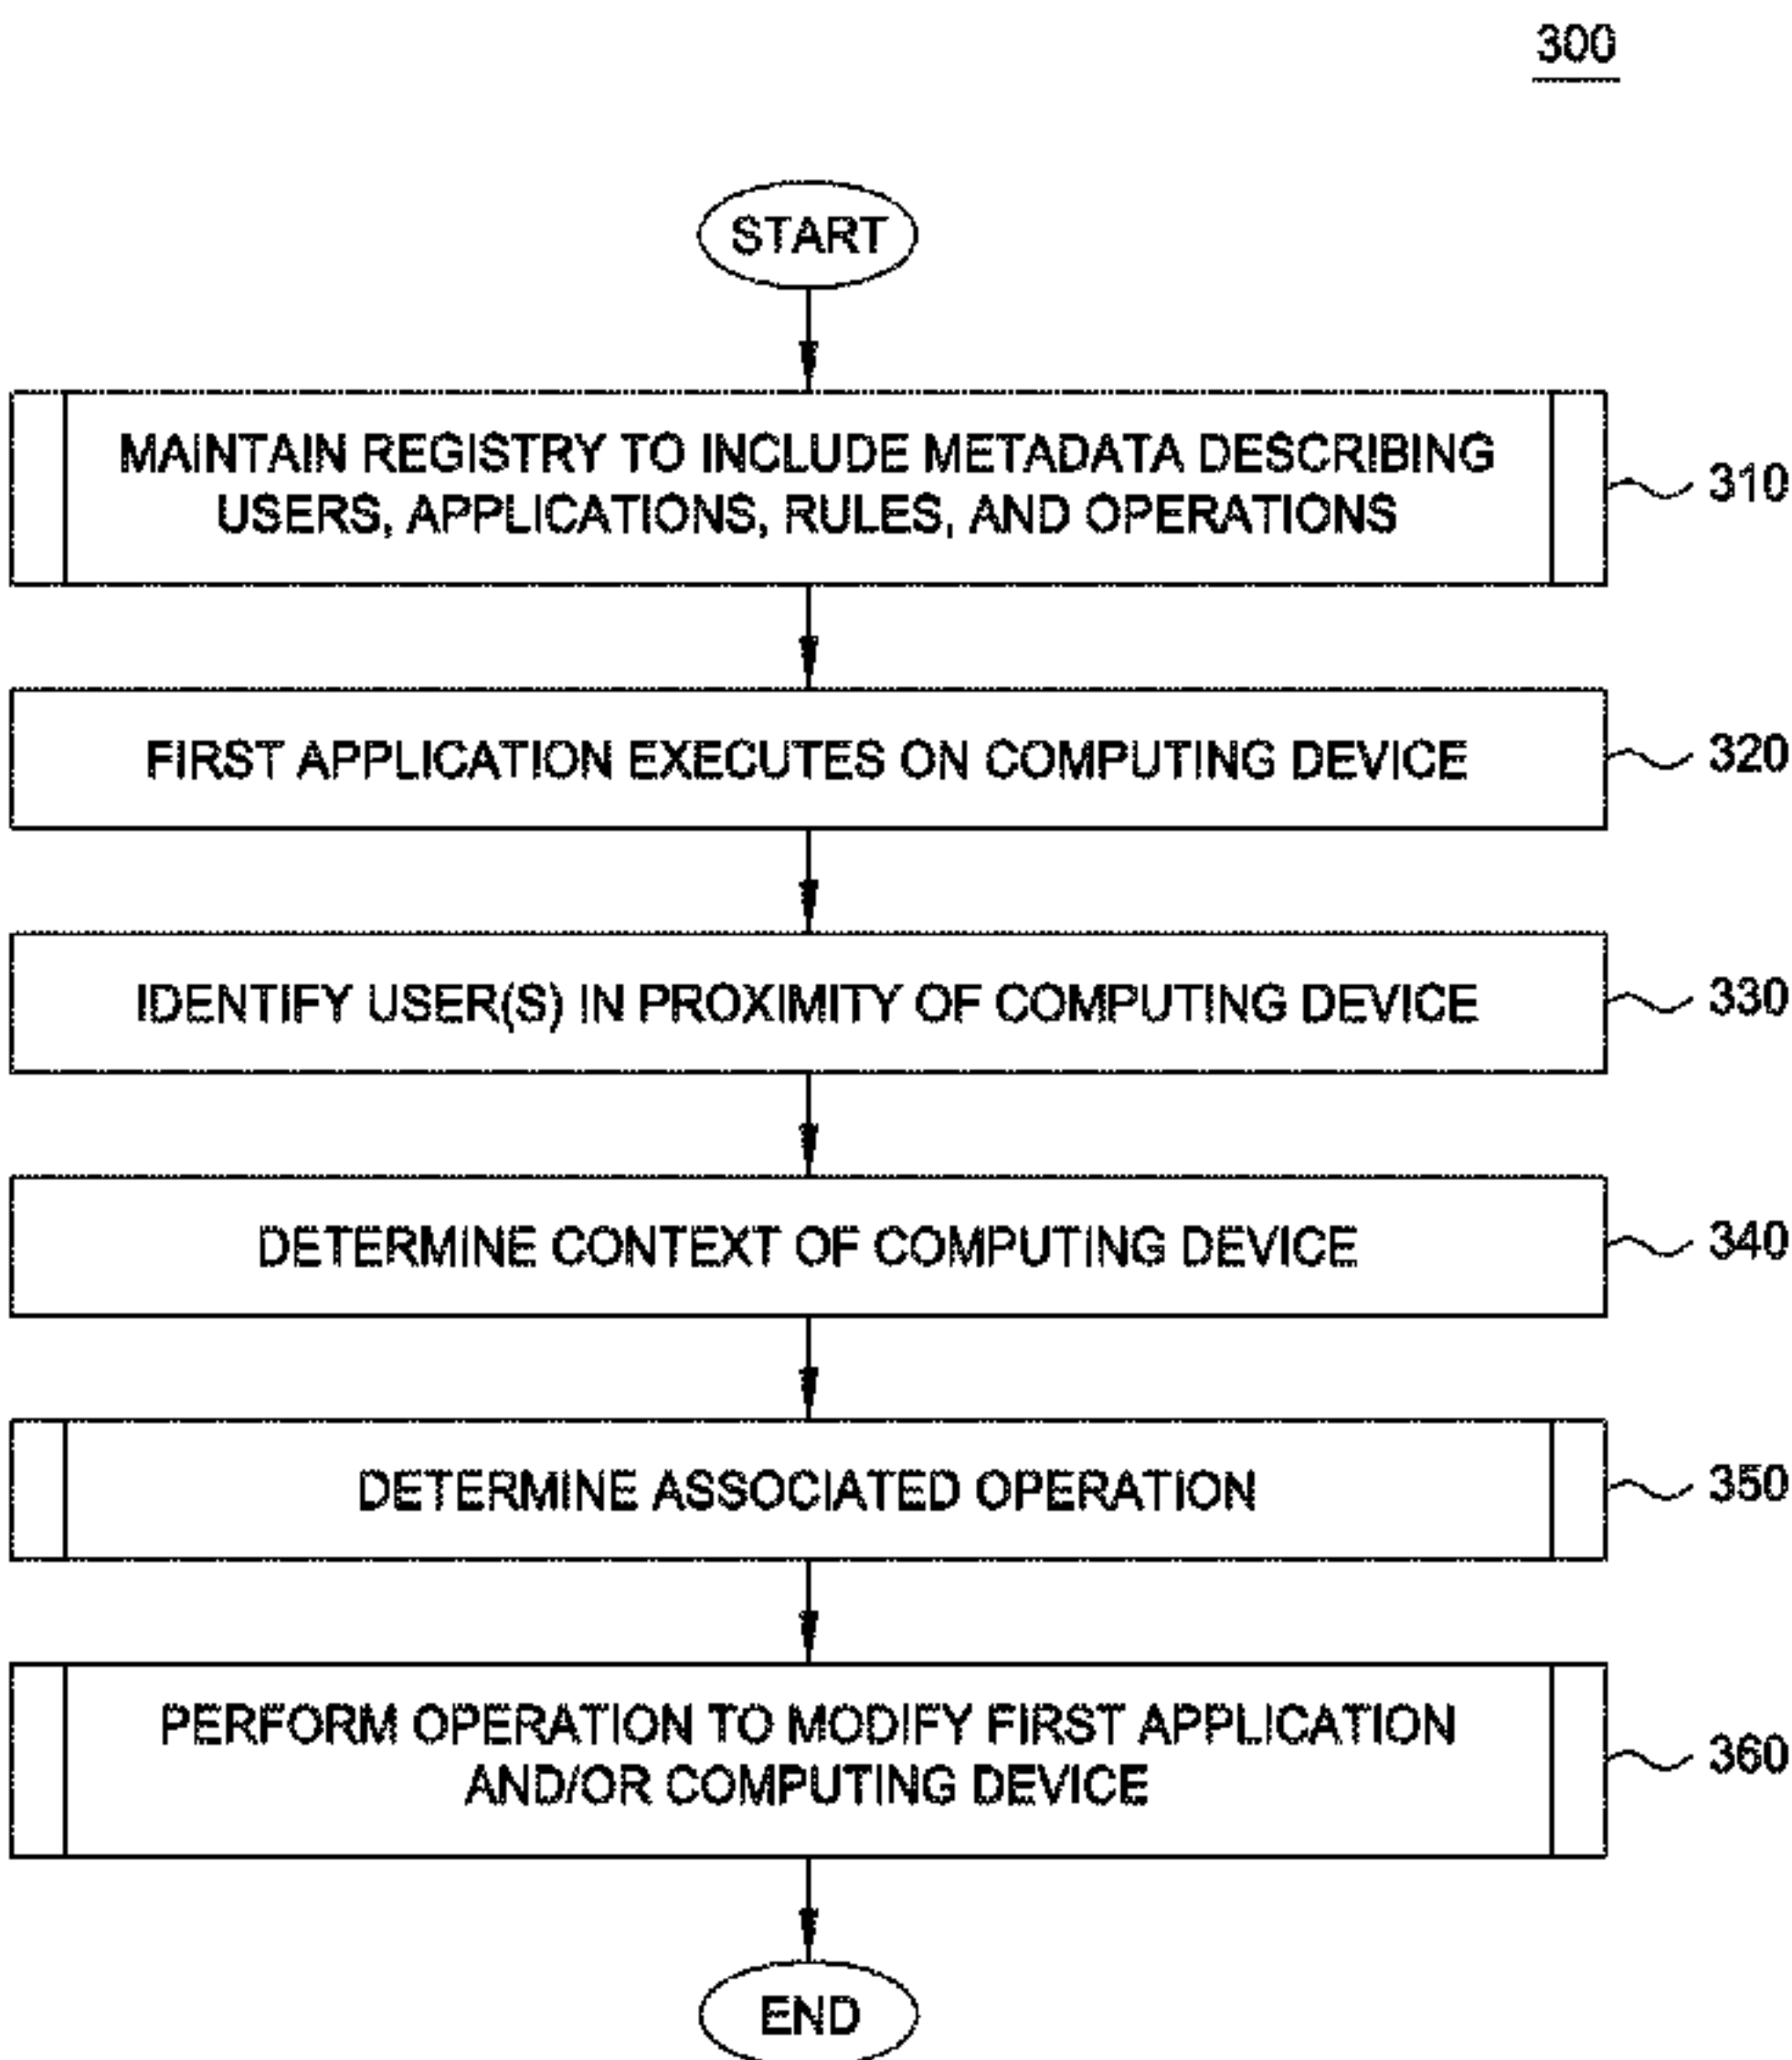 300
START
MAINTAIN REGISTRY TO INCLUDE METADATA DESCRIBING
USERS, APPLICATIONS, RULES, AND OPERATIONS
310
FIRST APPLICATION EXECUTES ON COMPUTING DEVICE
320
IDENTIFY USER(S) IN PROXIMITY OF COMPUTING DEVICE
330
DETERMINE CONTEXT OF COMPUTING DEVICE
340
DETERMINE ASSOCIATED OPERATION
350
PERFORM OPERATION TO MODIFY FIRST APPLICATION
AND/OR COMPUTING DEVICE
360
END